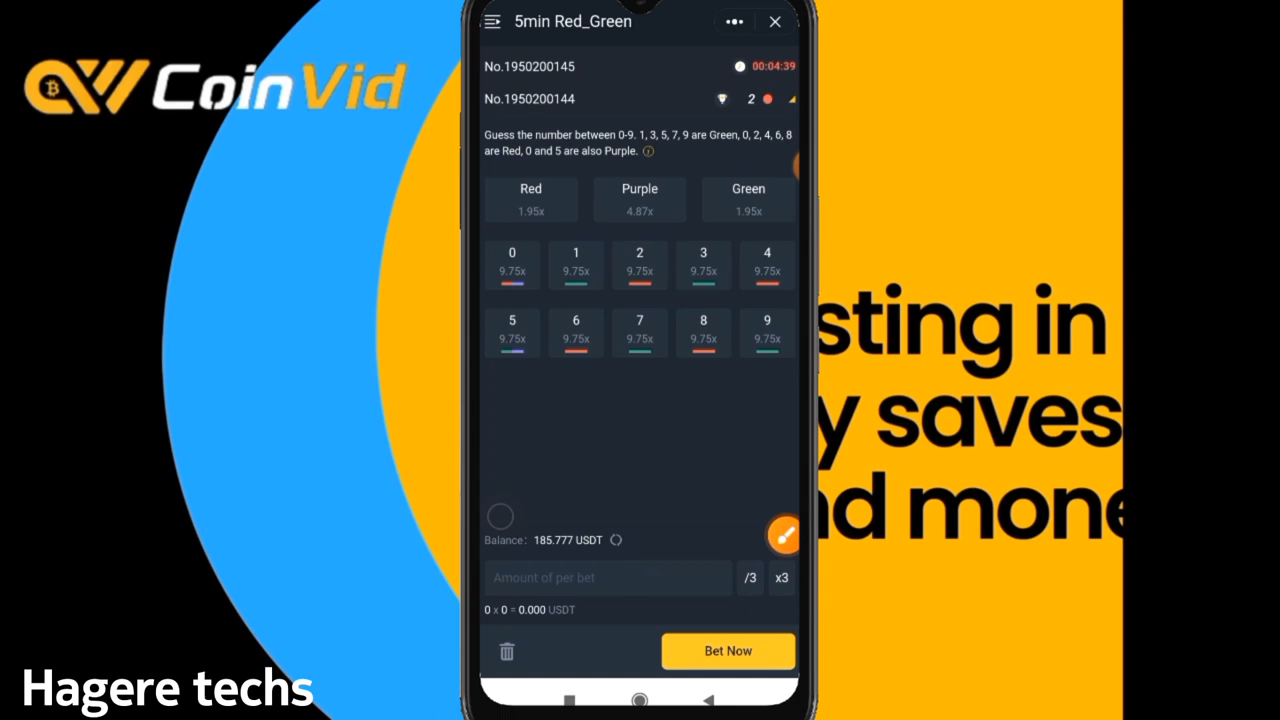 CoinVid
5min Red_Green
No.1950200145 00:04:39
No.1950200144 2
Guess the number between 0-9. 1, 3, 5, 7, 9 are Green, 0, 2, 4, 6, 8
are Red, 0 and 5 are also Purple.
Red Purple Green
1.95x 4.87x 1.95x
0 1 2 3 4
9.75x 9.75x 9.75x 9.75x 9.75x
5 6 7 8 9
9.75x 9.75x 9.75x 9.75x 9.75x
sting in
y saves
nd mone
Balance: 185.777 USDT
Amount of per bet /3 x3
0 x 0 = 0.000 USDT
Bet Now
Hagere techs